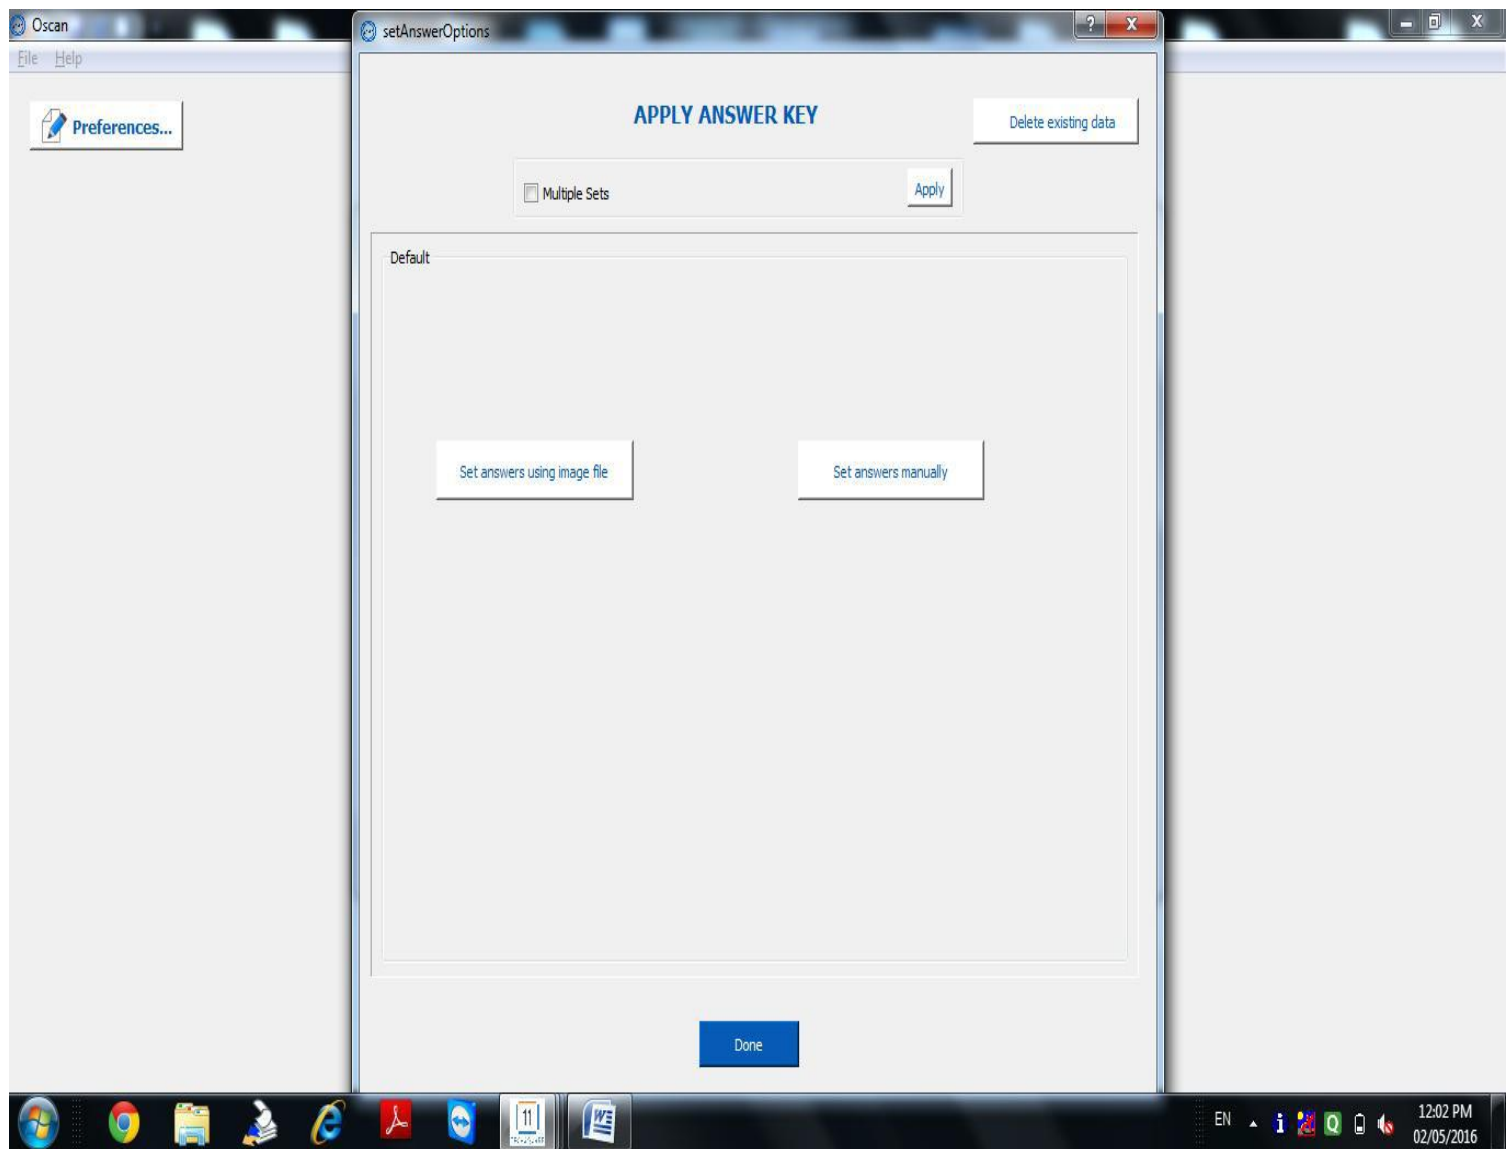 Oscan
File Help
Preferences...
setAnswerOptions
?
X
APPLY ANSWER KEY
Delete existing data
Multiple Sets
Apply
Default
Set answers using image file
Set answers manually
Done
11
EN
Q
12:02 PM
02/05/2016